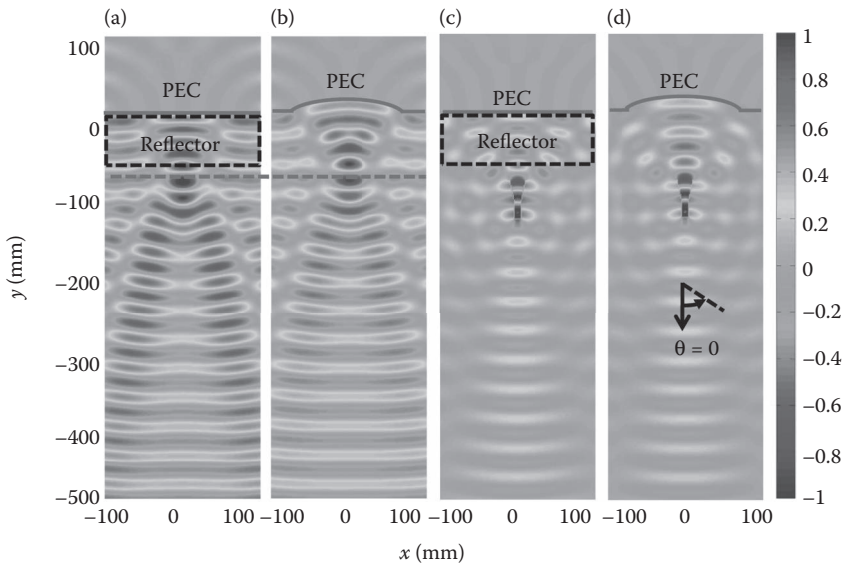 (a) (b) (c) (d)
100
0
−100
−200
−300
−400
−500
y (mm)
PEC
Reflector
PEC
PEC
Reflector
PEC
θ = 0
−100 0 100
−100 0 100
−100 0 100
−100 0 100
x (mm)
1
0.8
0.6
0.4
0.2
0
−0.2
−0.4
−0.6
−0.8
−1